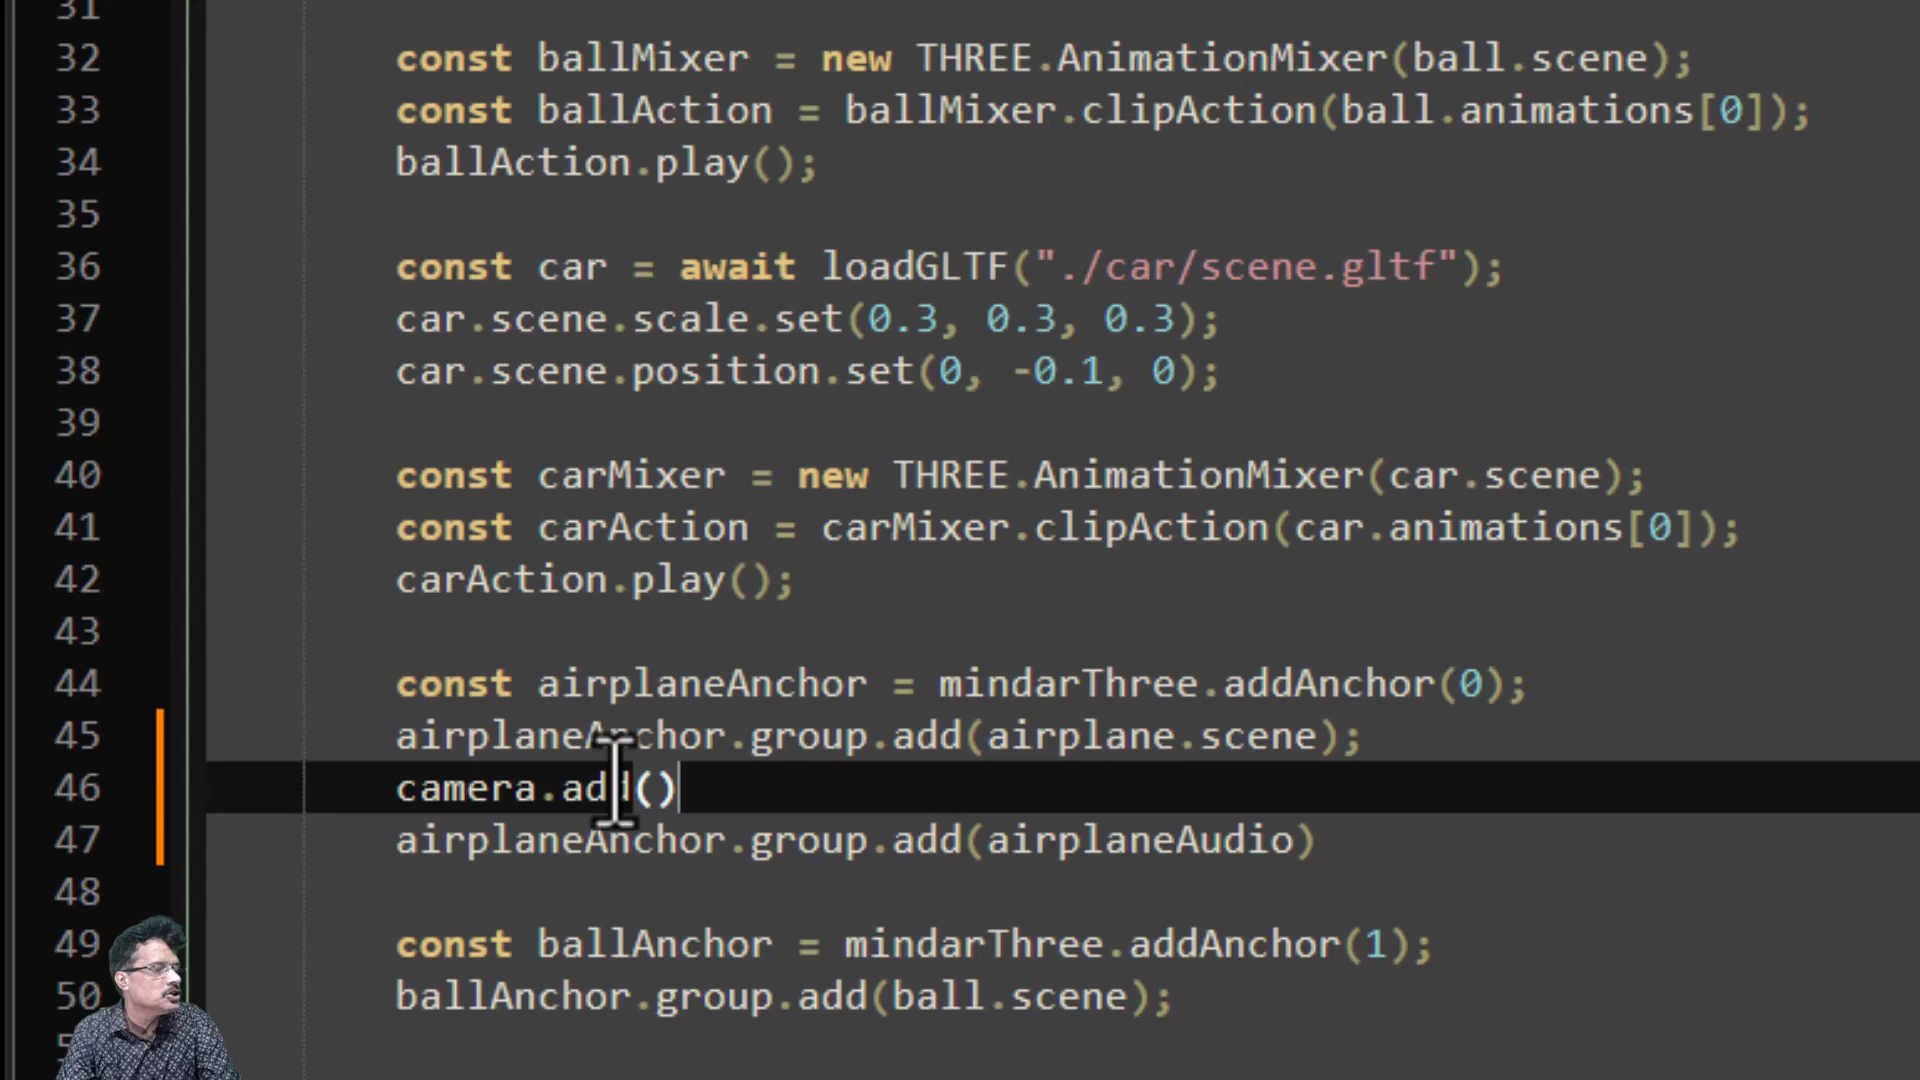 31
32 const ballMixer = new THREE.AnimationMixer(ball.scene);
33 const ballAction = ballMixer.clipAction(ball.animations[0]);
34 ballAction.play();
35
36 const car = await loadGLTF("./car/scene.gltf");
37 car.scene.scale.set(0.3, 0.3, 0.3);
38 car.scene.position.set(0, -0.1, 0);
39
40 const carMixer = new THREE.AnimationMixer(car.scene);
41 const carAction = carMixer.clipAction(car.animations[0]);
42 carAction.play();
43
44 const airplaneAnchor = mindarThree.addAnchor(0);
45 airplaneAnchor.group.add(airplane.scene);
46 camera.add()
47 airplaneAnchor.group.add(airplaneAudio)
48
49 const ballAnchor = mindarThree.addAnchor(1);
50 ballAnchor.group.add(ball.scene);